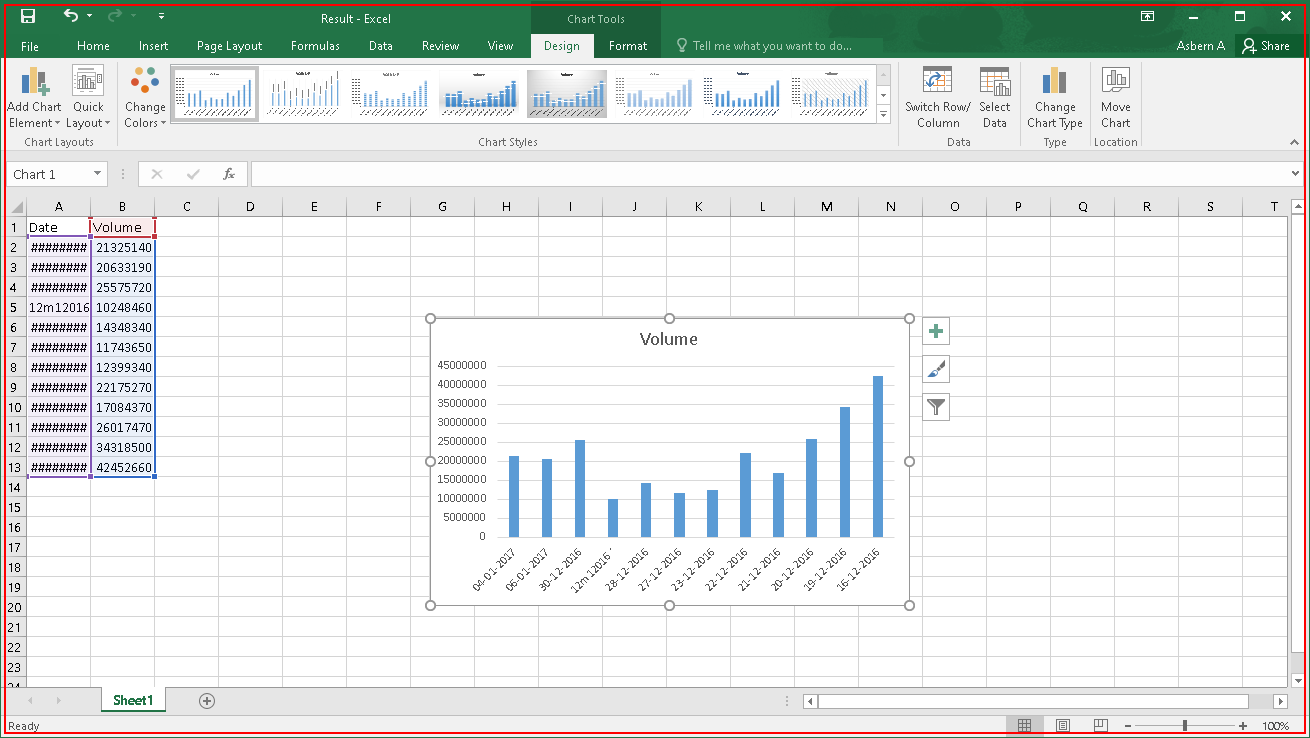 Result - Excel
Chart Tools
File Home Insert Page Layout Formulas Data Review View Design Format Tell me what you want to do... Asbern A Share
Add Chart Element
Quick Layout
Change Colors
Switch Row/ Column
Select Data
Change Chart Type
Move Chart
Chart Layouts Chart Styles Data Type Location
Chart 1 fx
A B C D E F G H I J K L M N O P Q R S T
1 Date Volume
2 ######## 21325140
3 ######## 20633190
4 ######## 25575720
5 12m12016 10248460
6 ######## 14348340
7 ######## 11743650
8 ######## 12399340
9 ######## 22175270
10 ######## 17084370
11 ######## 26017470
12 ######## 34318500
13 ######## 42452660
14
15
16
17
18
19
20
21
22
23
24
Volume
45000000
40000000
35000000
30000000
25000000
20000000
15000000
10000000
5000000
0
04-01-2017 06-01-2017 30-12-2016 12m12016 ` 28-12-2016 27-12-2016 23-12-2016 22-12-2016 21-12-2016 20-12-2016 19-12-2016 16-12-2016
Sheet1
Ready 100%